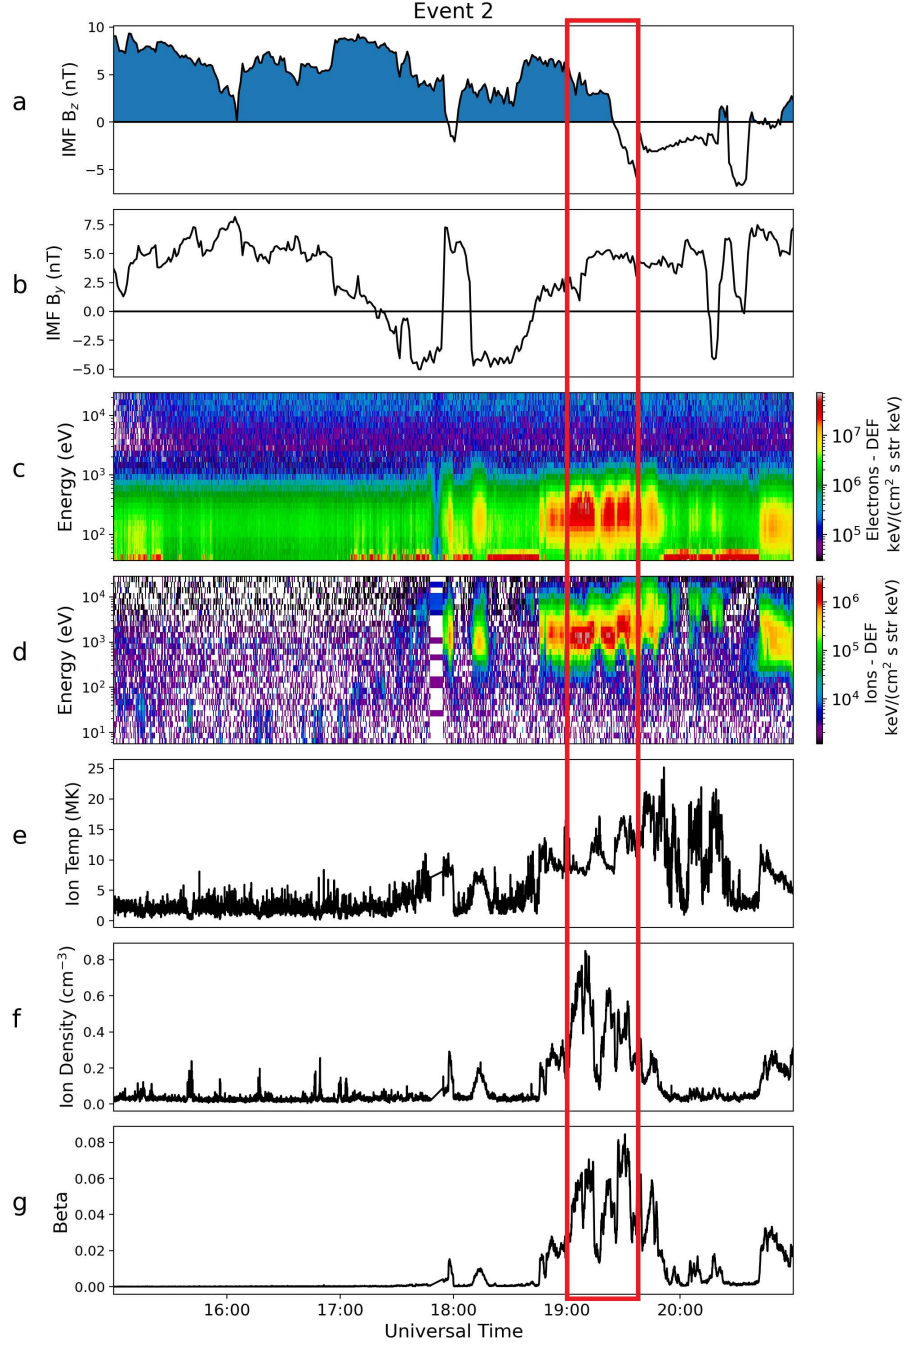 Event 2
a
IMF B_z (nT)
10
5
0
−5
b
IMF B_y (nT)
7.5
5.0
2.5
0.0
−2.5
−5.0
c
Energy (eV)
10^4
10^3
10^2
10^7
10^6
10^5
Electrons - DEF
keV/(cm^2 s str keV)
d
Energy (eV)
10^4
10^3
10^2
10^1
10^6
10^5
10^4
Ions - DEF
keV/(cm^2 s str keV)
e
Ion Temp (MK)
25
20
15
10
5
0
f
Ion Density (cm^−3)
0.8
0.6
0.4
0.2
0.0
g
Beta
0.08
0.06
0.04
0.02
0.00
16:00 17:00 18:00 19:00 20:00
Universal Time